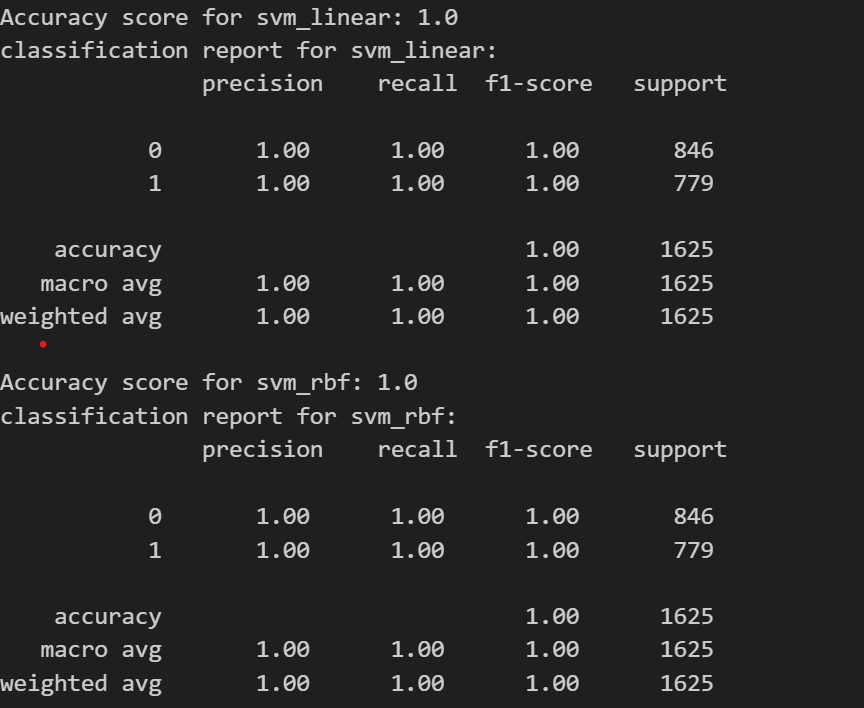 Accuracy score for svm_linear: 1.0
classification report for svm_linear:
precision recall f1-score support
0 1.00 1.00 1.00 846
1 1.00 1.00 1.00 779
accuracy 1.00 1625
macro avg 1.00 1.00 1.00 1625
weighted avg 1.00 1.00 1.00 1625
Accuracy score for svm_rbf: 1.0
classification report for svm_rbf:
precision recall f1-score support
0 1.00 1.00 1.00 846
1 1.00 1.00 1.00 779
accuracy 1.00 1625
macro avg 1.00 1.00 1.00 1625
weighted avg 1.00 1.00 1.00 1625